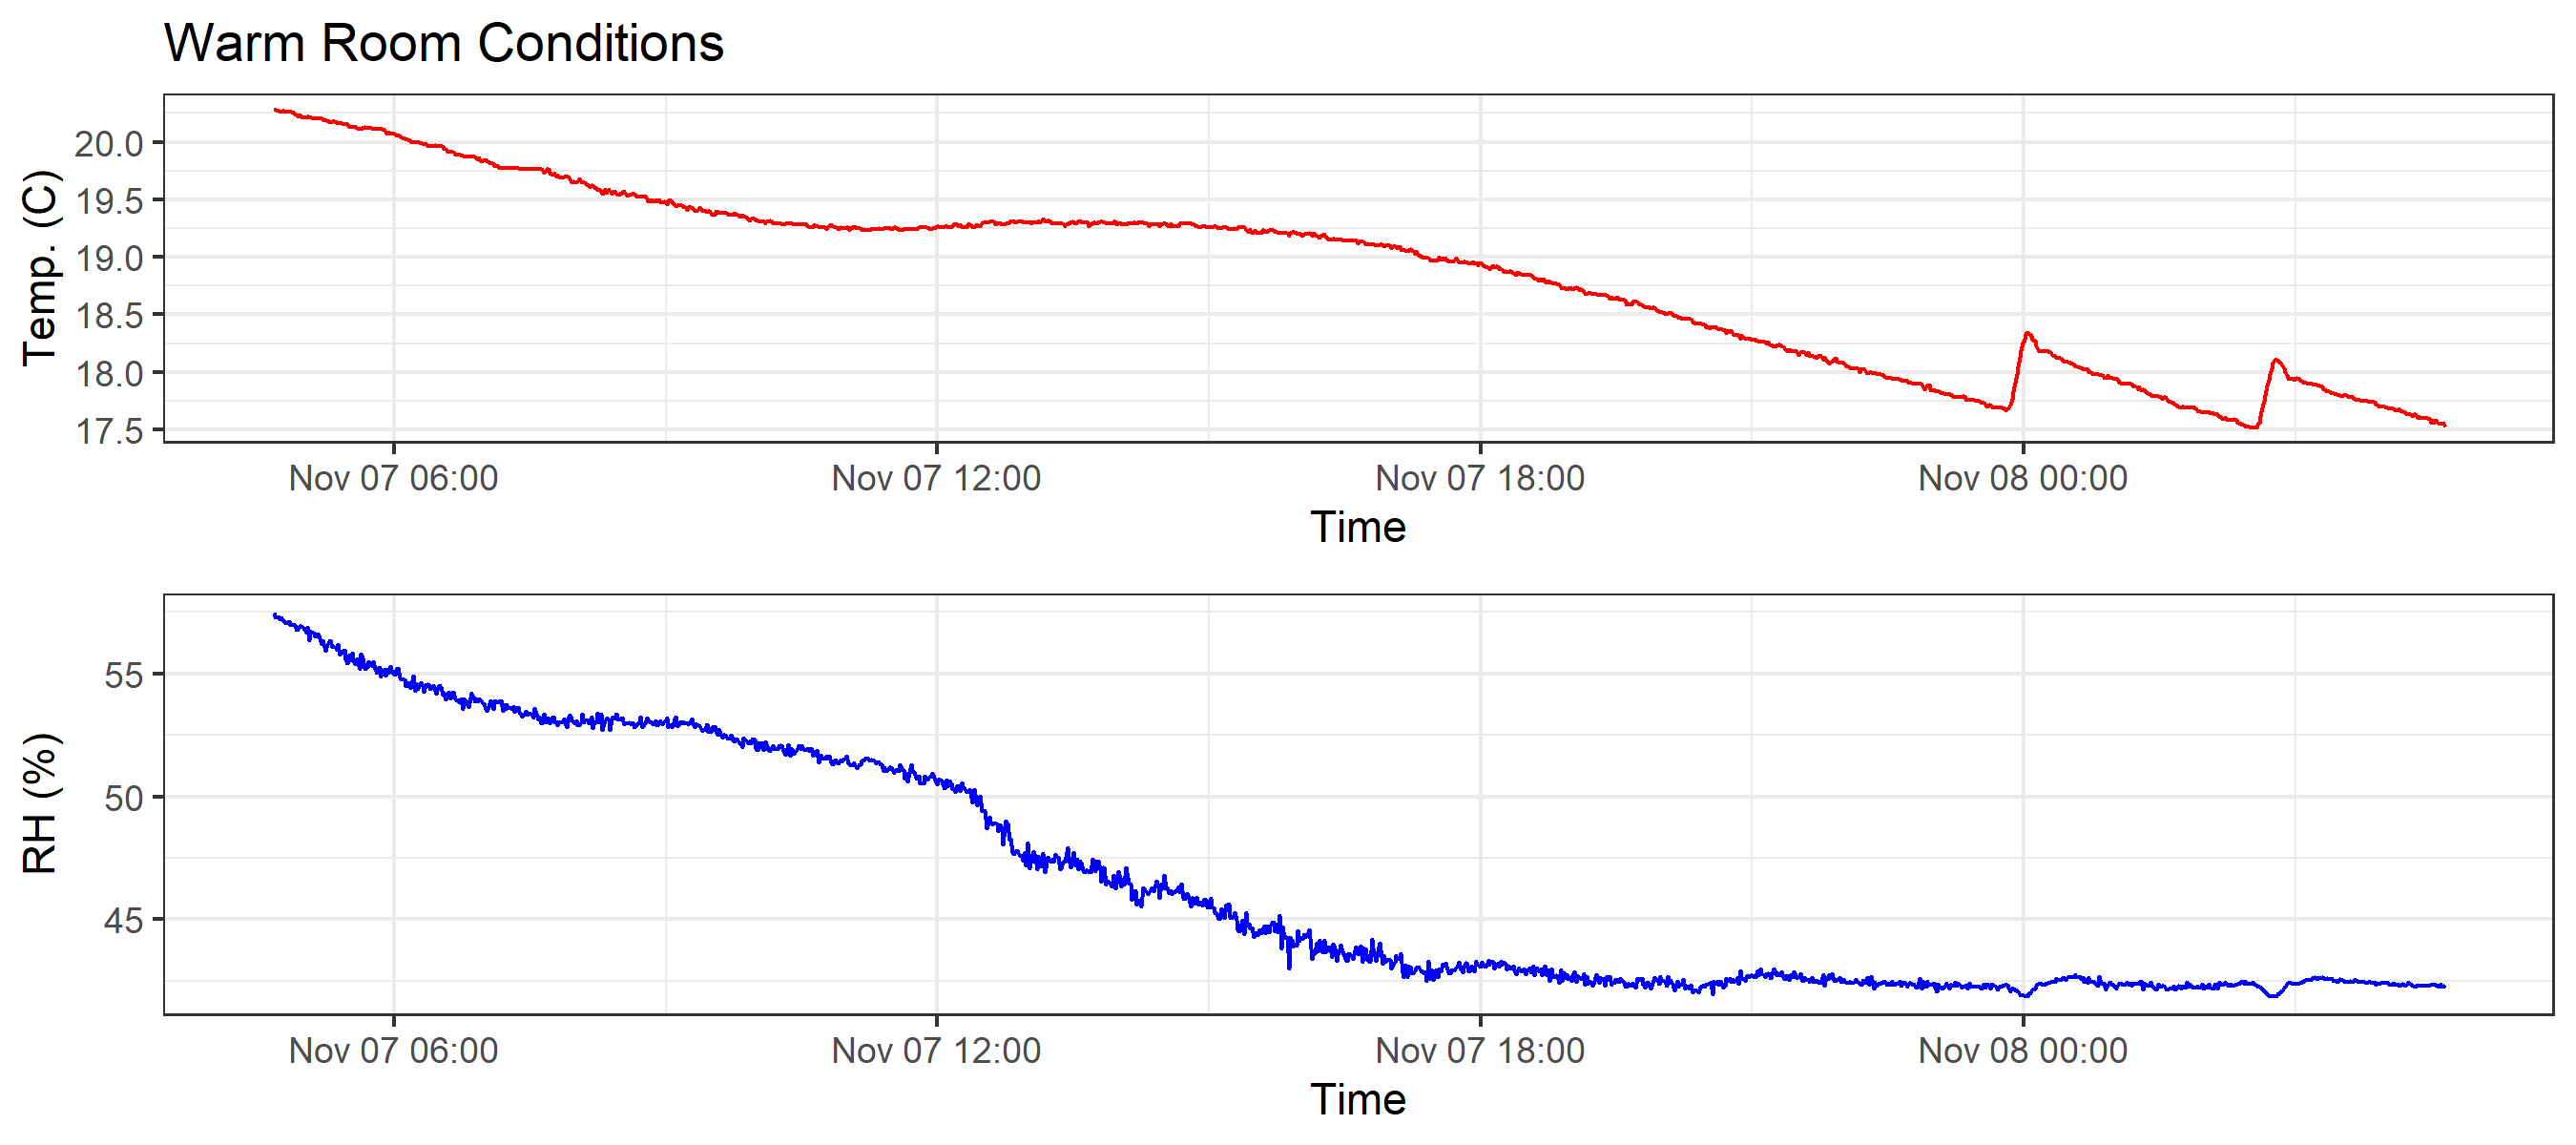 Warm Room Conditions
Temp. (C)
20.0
19.5
19.0
18.5
18.0
17.5
Nov 07 06:00 Nov 07 12:00 Nov 07 18:00 Nov 08 00:00
Time
RH (%)
55
50
45
Nov 07 06:00 Nov 07 12:00 Nov 07 18:00 Nov 08 00:00
Time